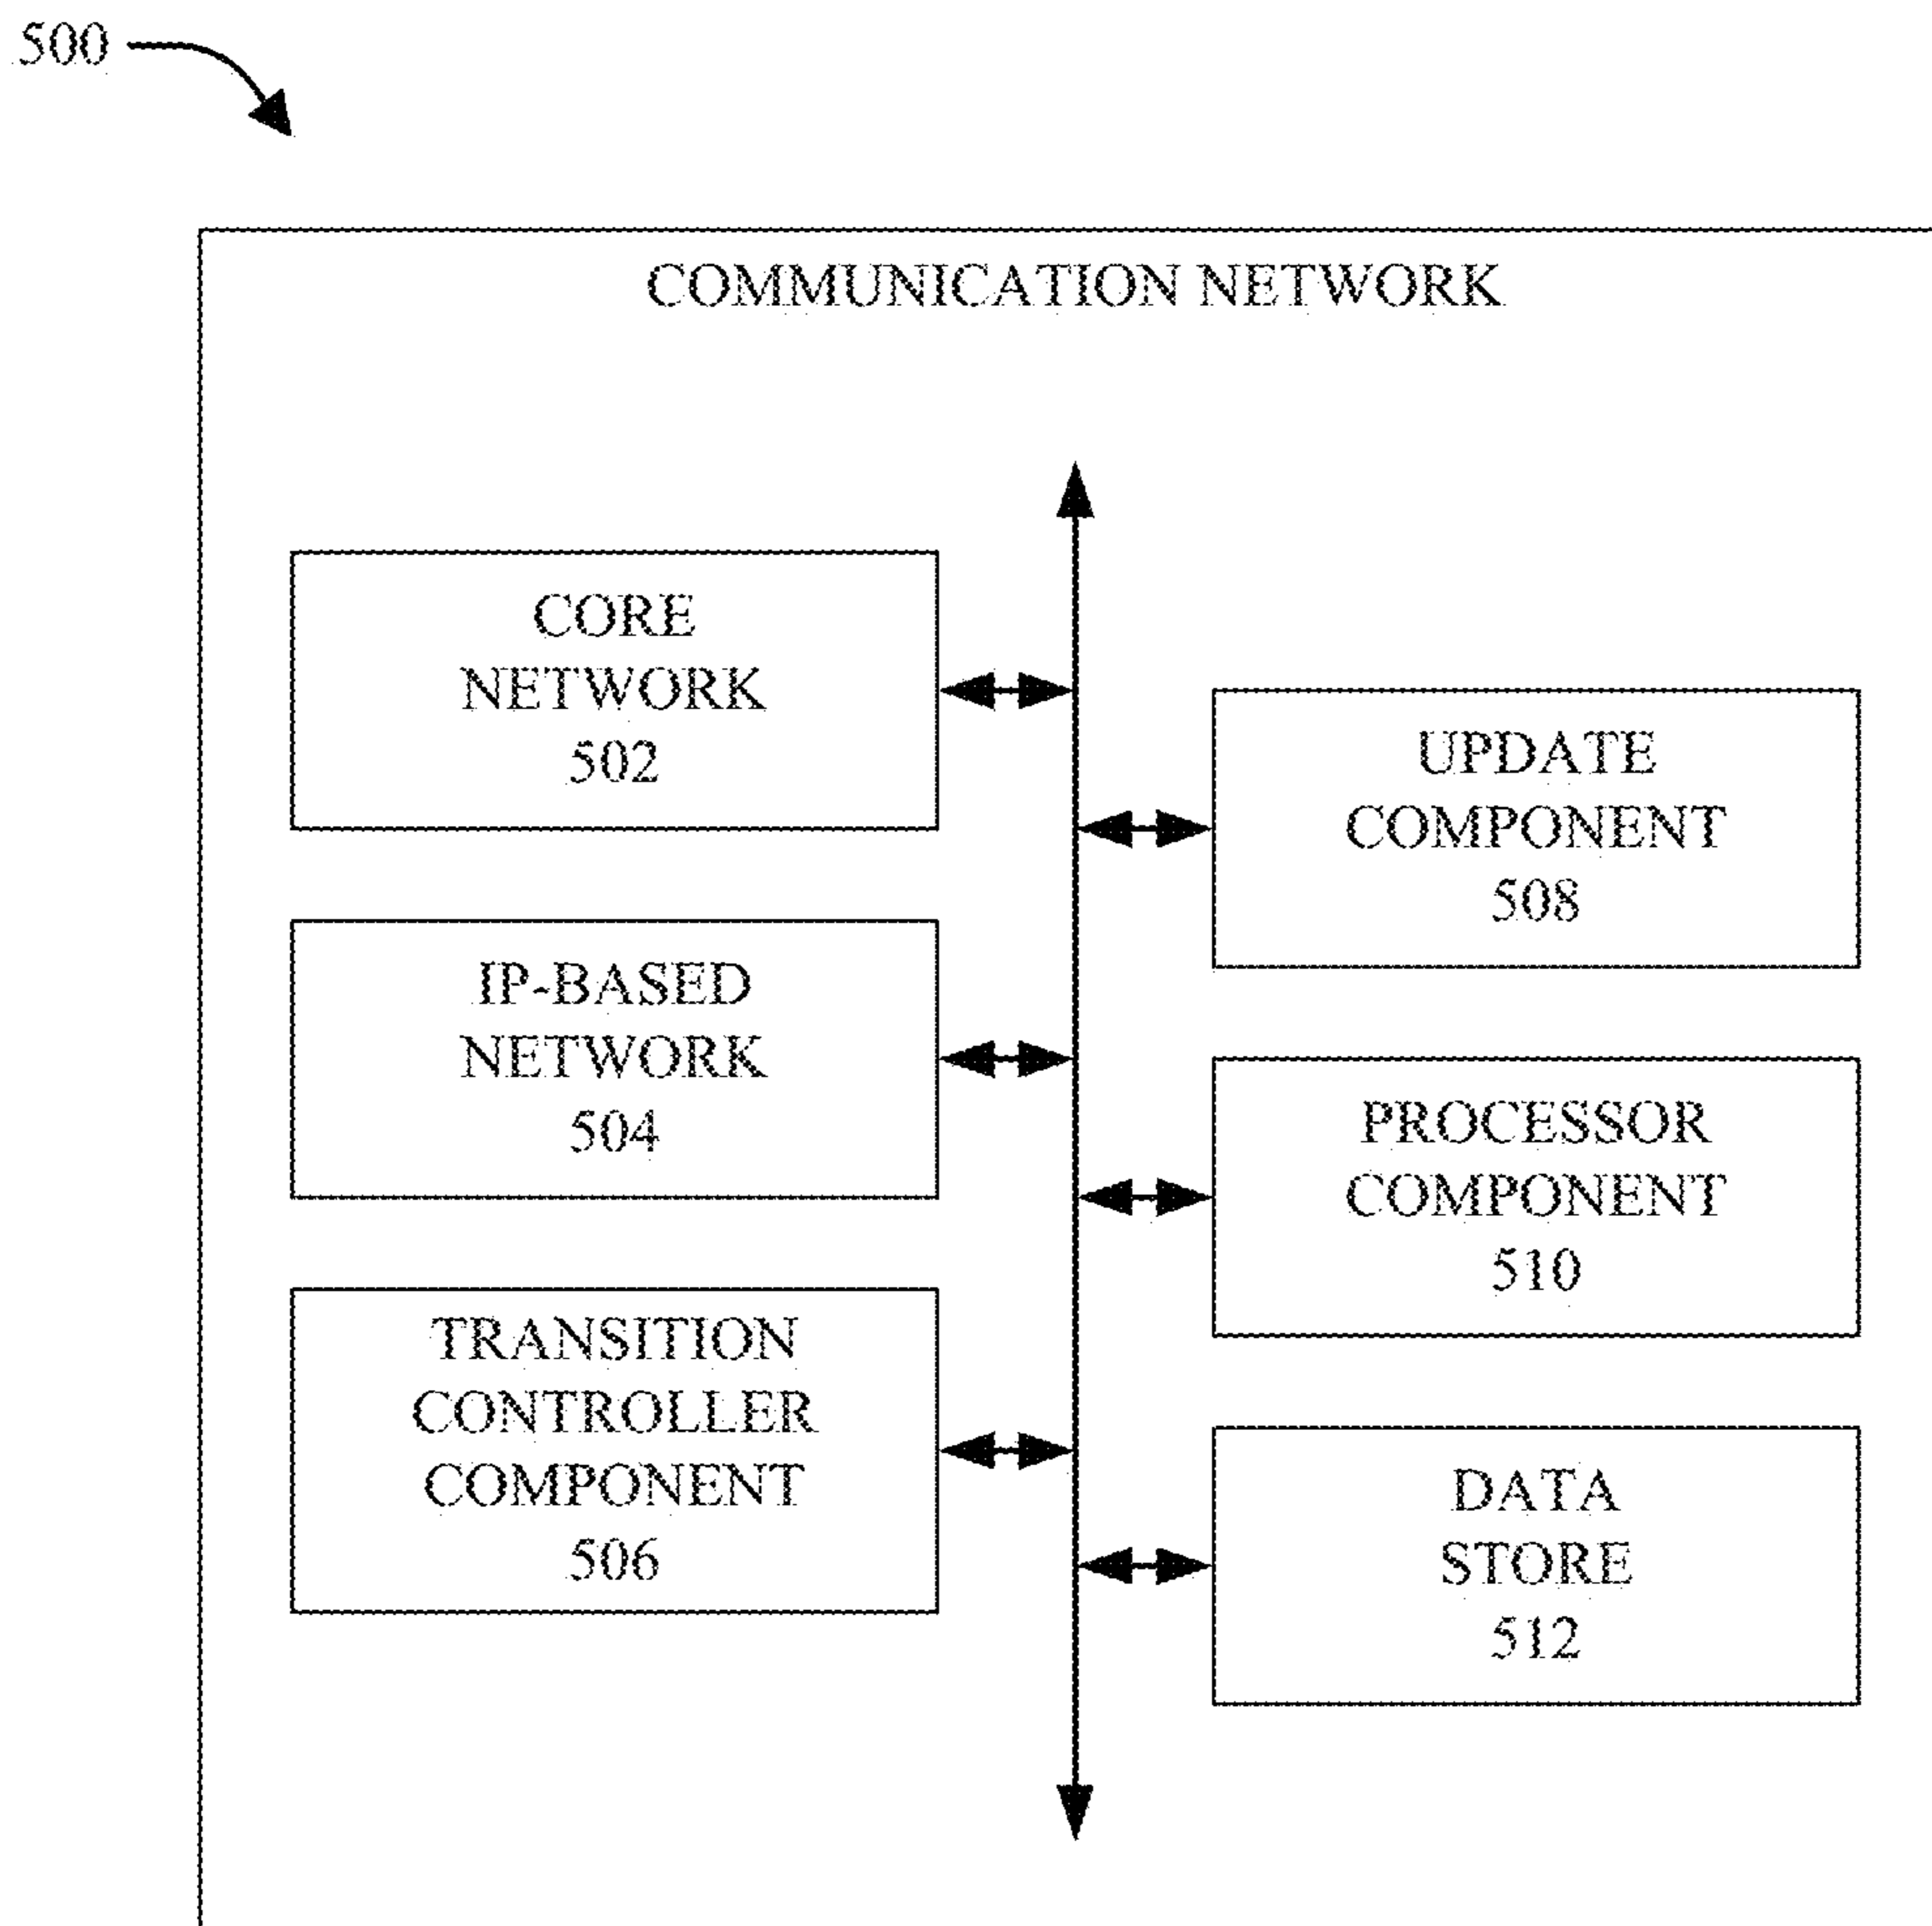 500
COMMUNICATION NETWORK
CORE
NETWORK
502
IP-BASED
NETWORK
504
TRANSITION
CONTROLLER
COMPONENT
506
UPDATE
COMPONENT
508
PROCESSOR
COMPONENT
510
DATA
STORE
512